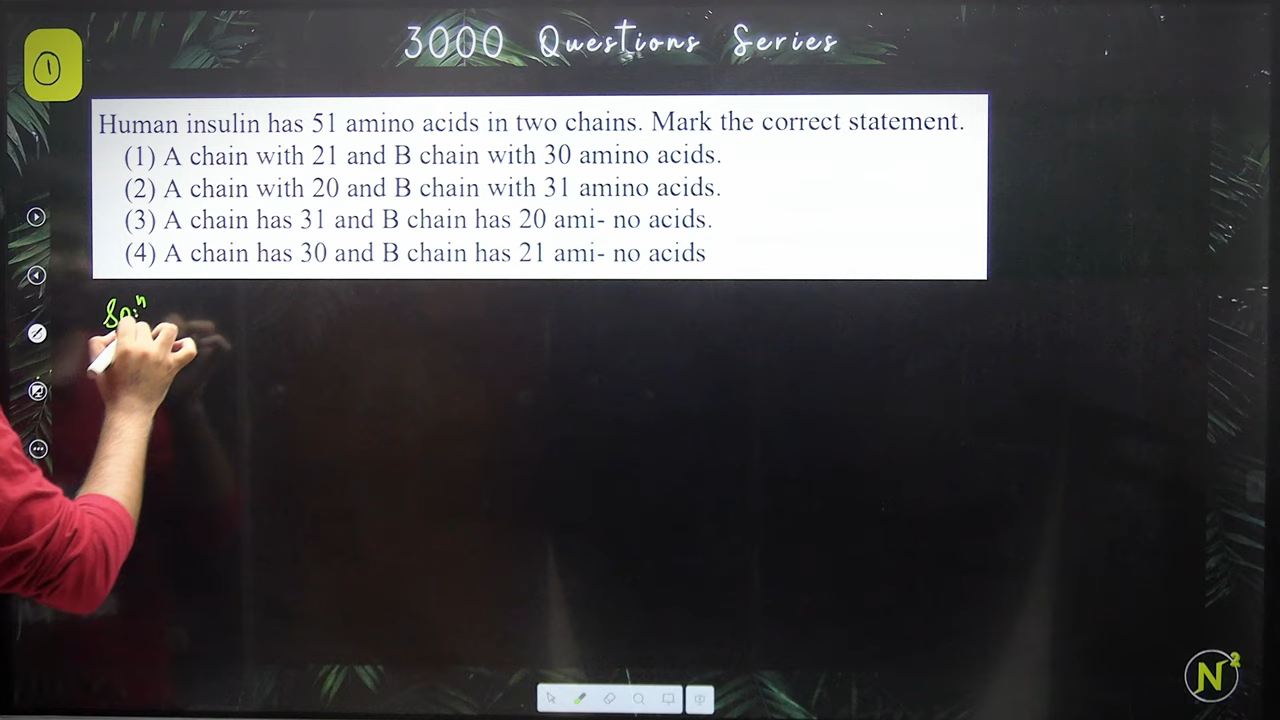 3000 Questions Series
1
Human insulin has 51 amino acids in two chains. Mark the correct statement.
(1) A chain with 21 and B chain with 30 amino acids.
(2) A chain with 20 and B chain with 31 amino acids.
(3) A chain has 31 and B chain has 20 ami- no acids.
(4) A chain has 30 and B chain has 21 ami- no acids
Solⁿ
N²